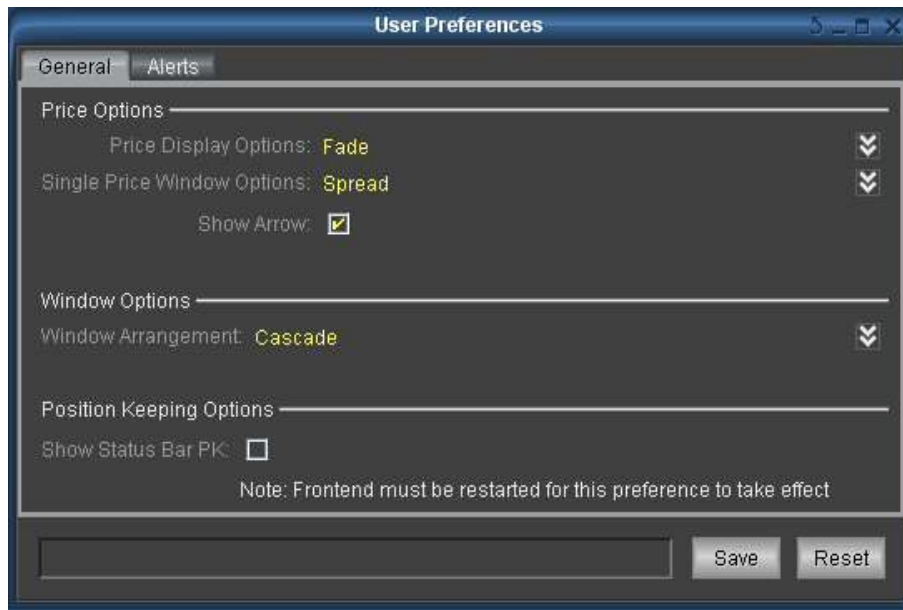 User Preferences
General Alerts
Price Options
Price Display Options: Fade
Single Price Window Options: Spread
Show Arrow:
Window Options
Window Arrangement: Cascade
Position Keeping Options
Show Status Bar PK:
Note: Frontend must be restarted for this preference to take effect
Save Reset